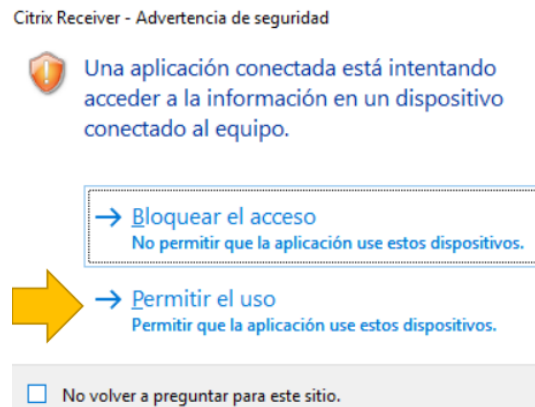 Citrix Receiver - Advertencia de seguridad
Una aplicación conectada está intentando
acceder a la información en un dispositivo
conectado al equipo.
Bloquear el acceso
No permitir que la aplicación use estos dispositivos.
Permitir el uso
Permitir que la aplicación use estos dispositivos.
No volver a preguntar para este sitio.